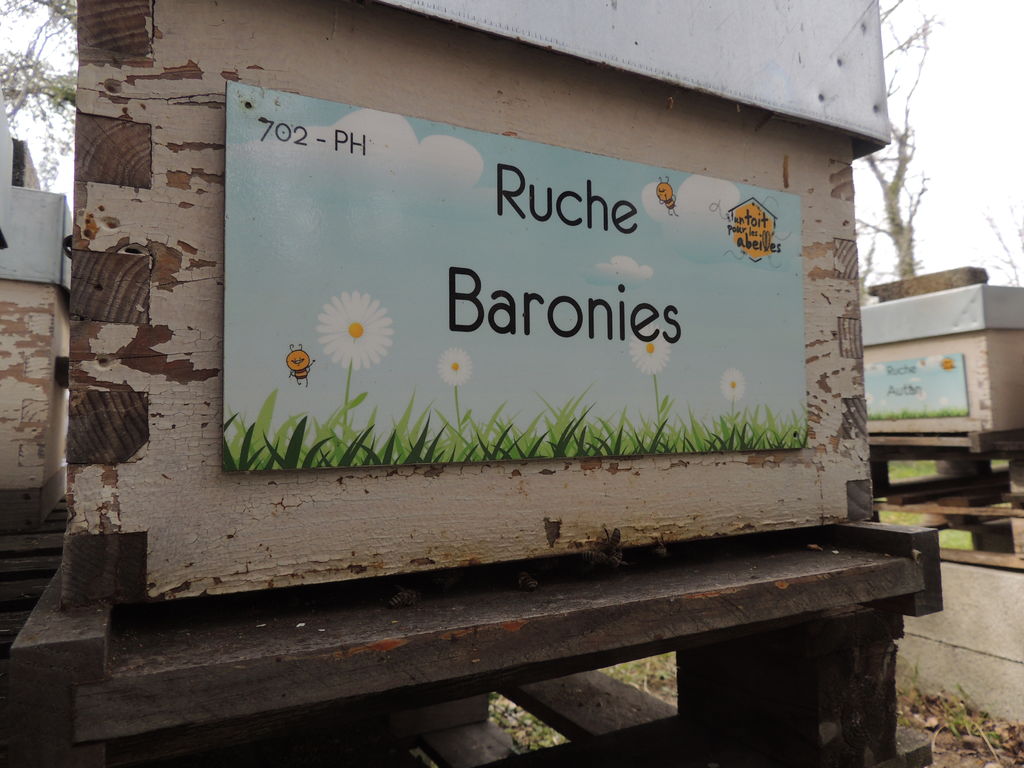 702 - PH
Ruche
Baronies
un toit
pour les
abeilles
Ruche
Autan